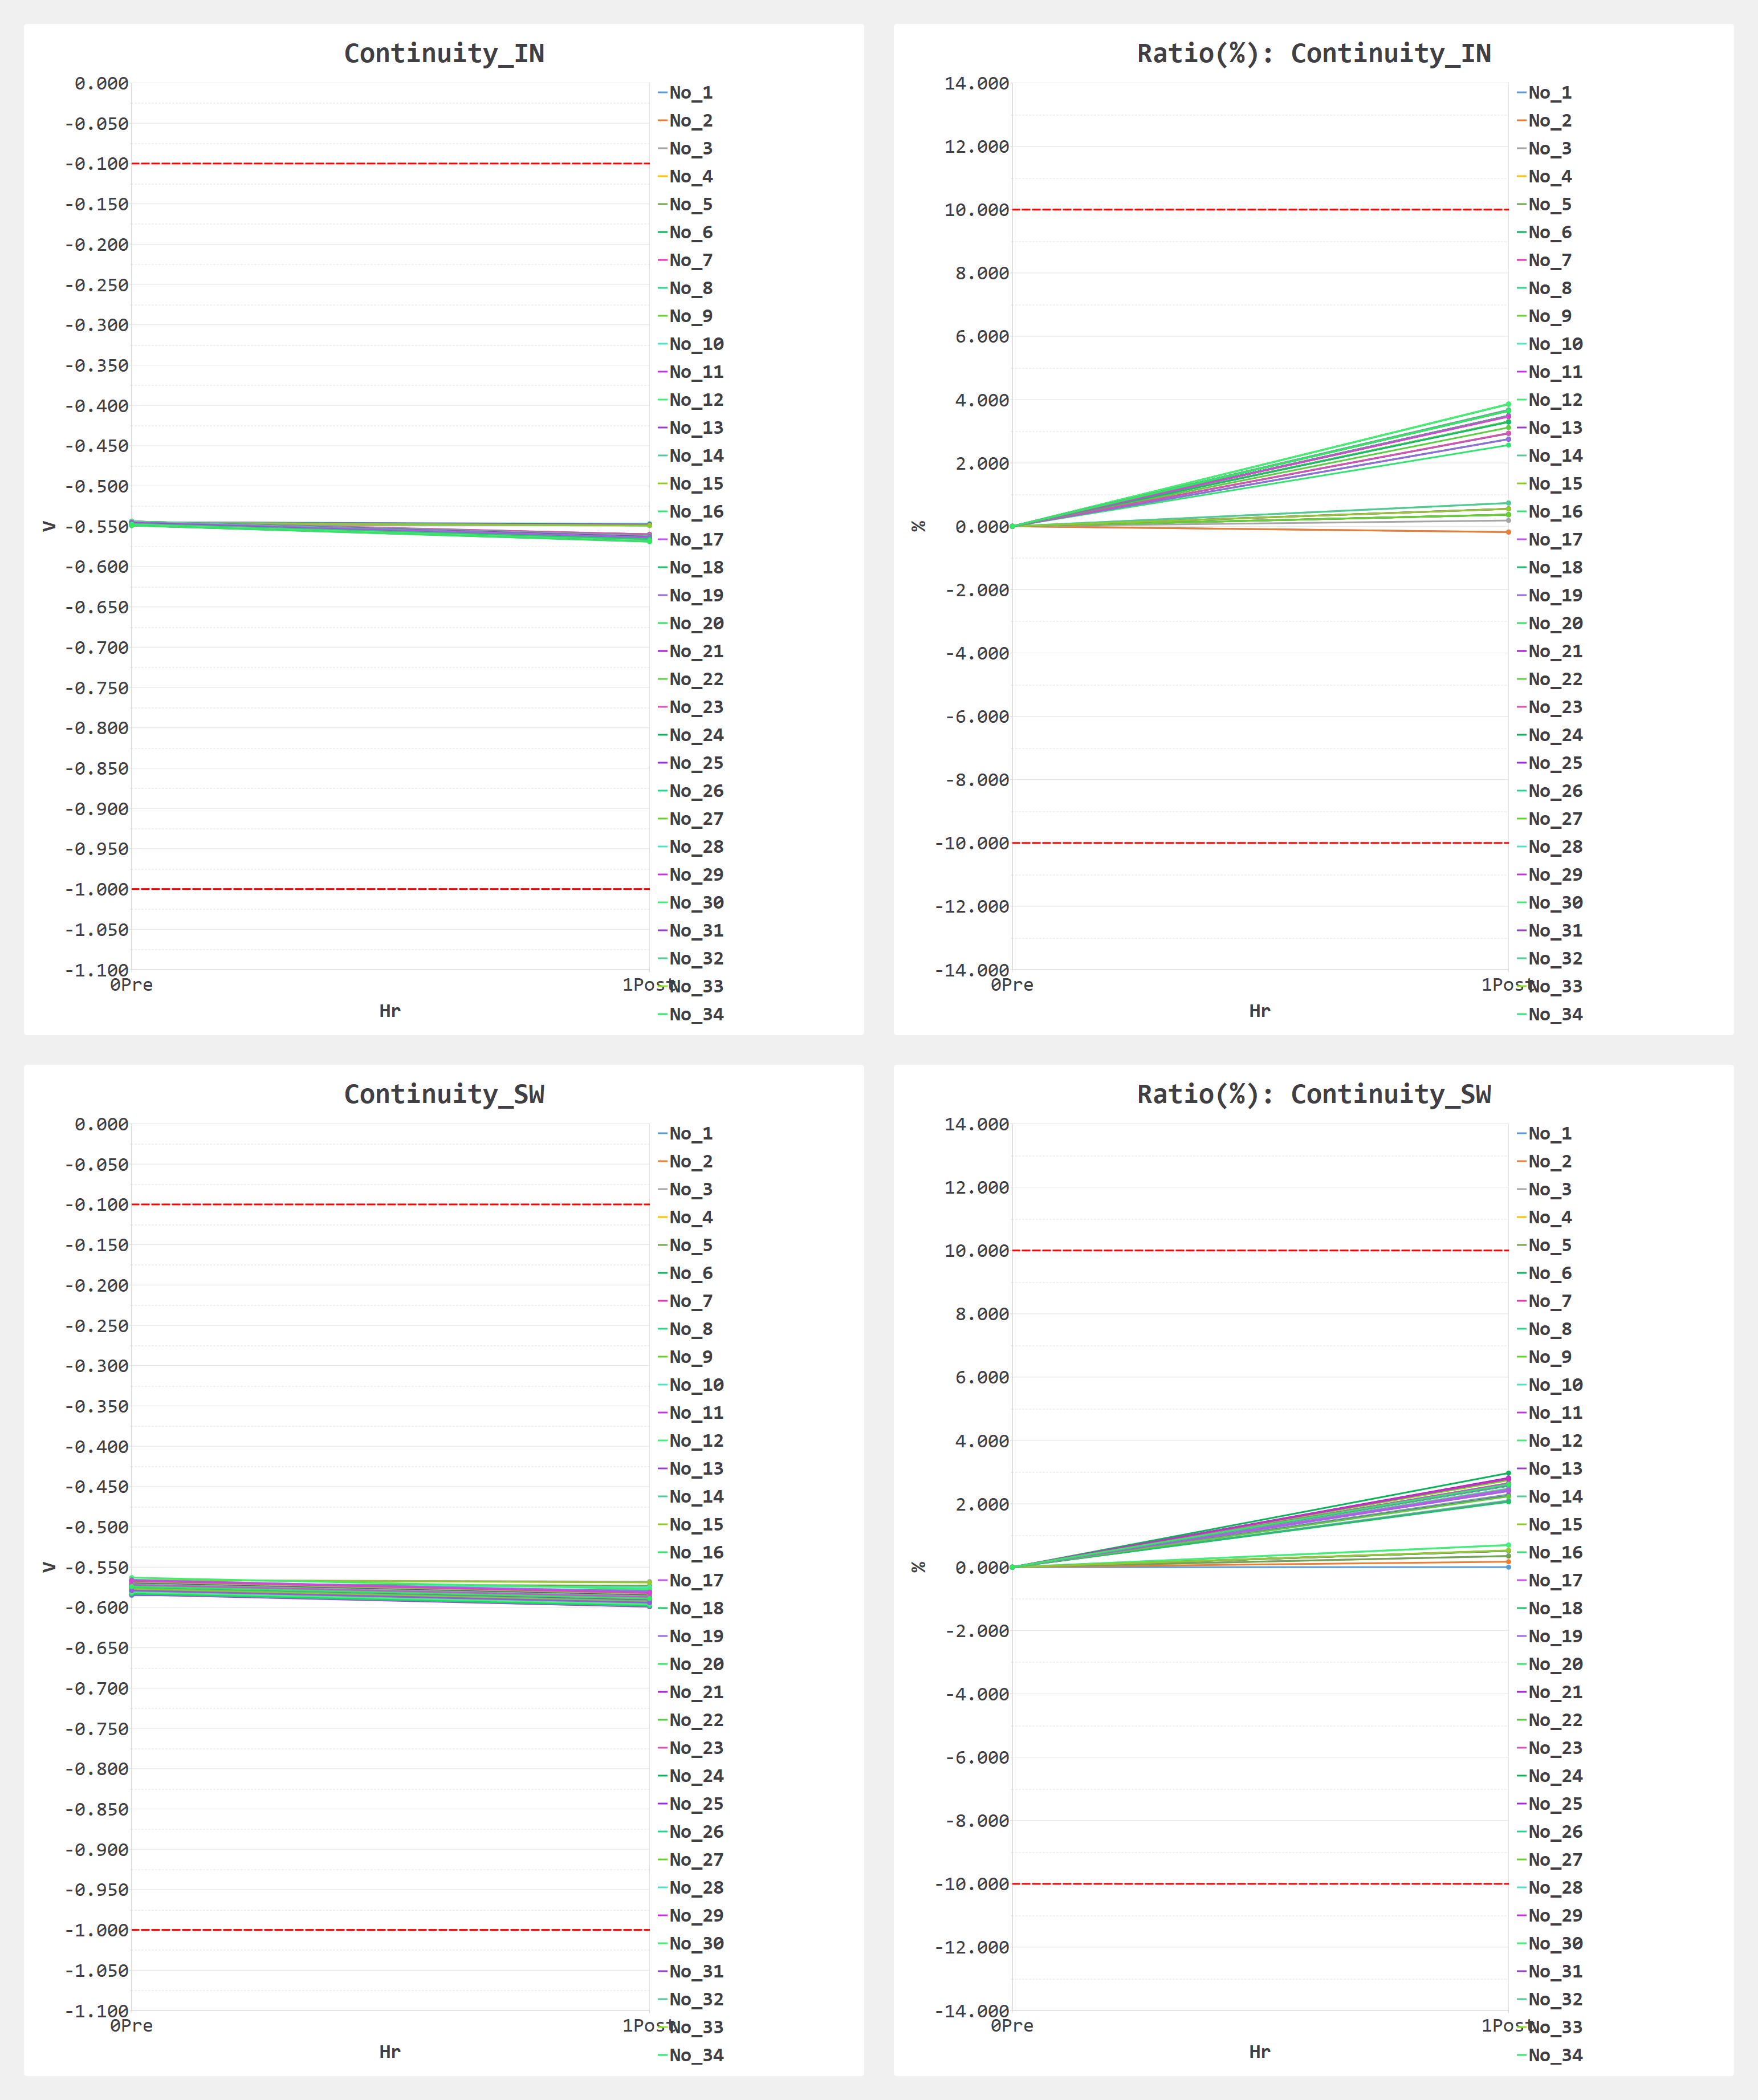 Continuity_IN
0.000
-0.050
-0.100
-0.150
-0.200
-0.250
-0.300
-0.350
-0.400
-0.450
-0.500
-0.550
-0.600
-0.650
-0.700
-0.750
-0.800
-0.850
-0.900
-0.950
-1.000
-1.050
-1.100
V
0Pre
1Post
Hr
No_1
No_2
No_3
No_4
No_5
No_6
No_7
No_8
No_9
No_10
No_11
No_12
No_13
No_14
No_15
No_16
No_17
No_18
No_19
No_20
No_21
No_22
No_23
No_24
No_25
No_26
No_27
No_28
No_29
No_30
No_31
No_32
No_33
No_34
Ratio(%): Continuity_IN
14.000
12.000
10.000
8.000
6.000
4.000
2.000
0.000
-2.000
-4.000
-6.000
-8.000
-10.000
-12.000
-14.000
%
0Pre
1Post
Hr
No_1
No_2
No_3
No_4
No_5
No_6
No_7
No_8
No_9
No_10
No_11
No_12
No_13
No_14
No_15
No_16
No_17
No_18
No_19
No_20
No_21
No_22
No_23
No_24
No_25
No_26
No_27
No_28
No_29
No_30
No_31
No_32
No_33
No_34
Continuity_SW
0.000
-0.050
-0.100
-0.150
-0.200
-0.250
-0.300
-0.350
-0.400
-0.450
-0.500
-0.550
-0.600
-0.650
-0.700
-0.750
-0.800
-0.850
-0.900
-0.950
-1.000
-1.050
-1.100
V
0Pre
1Post
Hr
No_1
No_2
No_3
No_4
No_5
No_6
No_7
No_8
No_9
No_10
No_11
No_12
No_13
No_14
No_15
No_16
No_17
No_18
No_19
No_20
No_21
No_22
No_23
No_24
No_25
No_26
No_27
No_28
No_29
No_30
No_31
No_32
No_33
No_34
Ratio(%): Continuity_SW
14.000
12.000
10.000
8.000
6.000
4.000
2.000
0.000
-2.000
-4.000
-6.000
-8.000
-10.000
-12.000
-14.000
%
0Pre
1Post
Hr
No_1
No_2
No_3
No_4
No_5
No_6
No_7
No_8
No_9
No_10
No_11
No_12
No_13
No_14
No_15
No_16
No_17
No_18
No_19
No_20
No_21
No_22
No_23
No_24
No_25
No_26
No_27
No_28
No_29
No_30
No_31
No_32
No_33
No_34